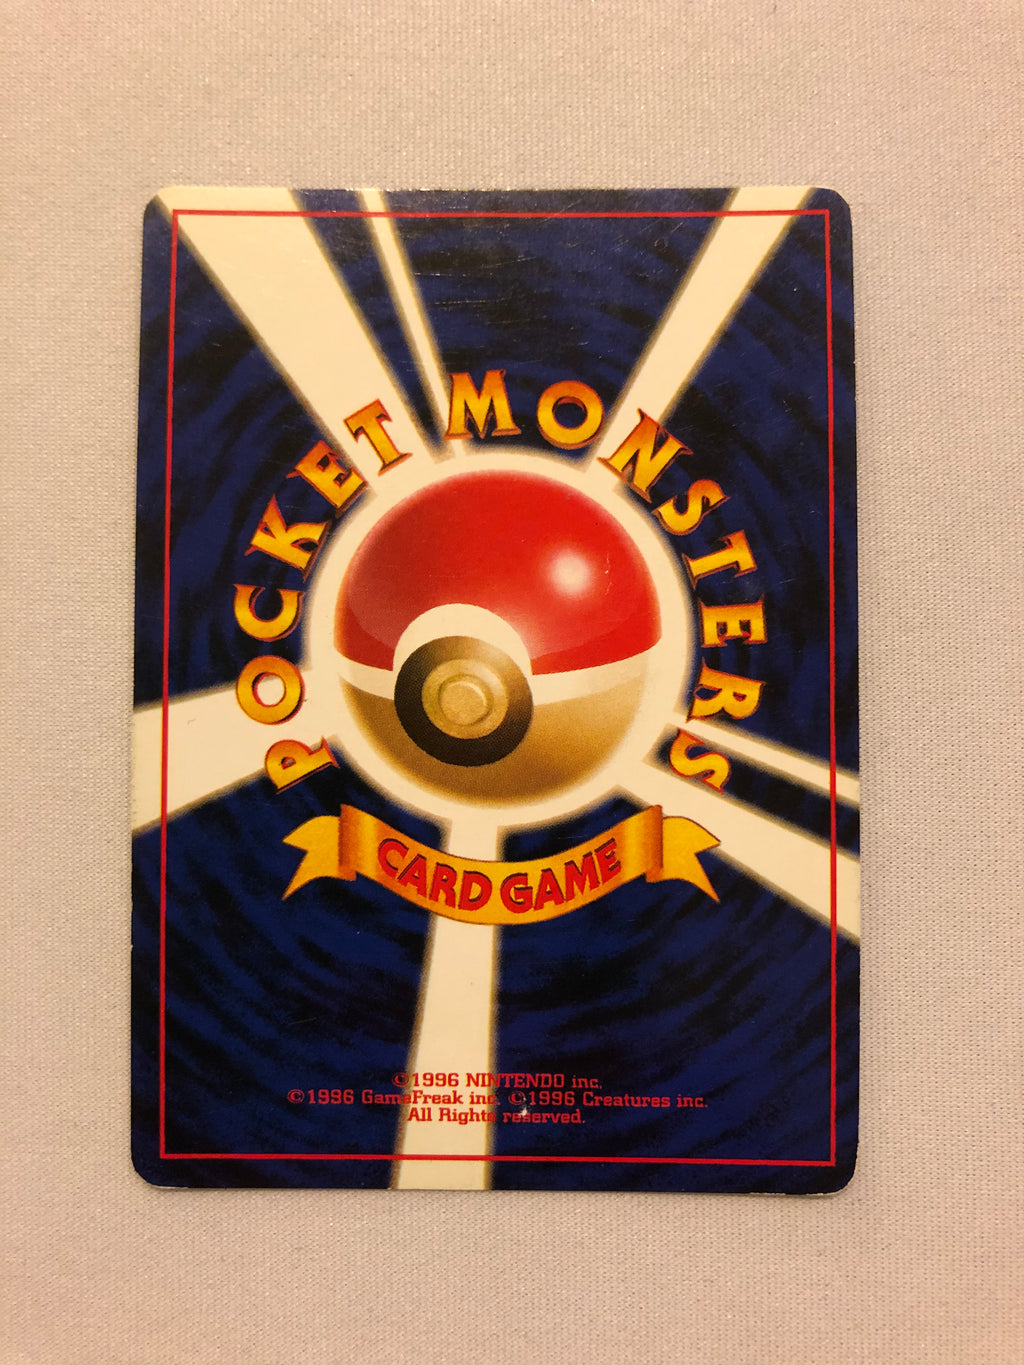 POCKET MONSTERS
CARD GAME
©1996 NINTENDO inc.
©1996 GameFreak inc. ©1996 Creatures inc.
All Rights reserved.